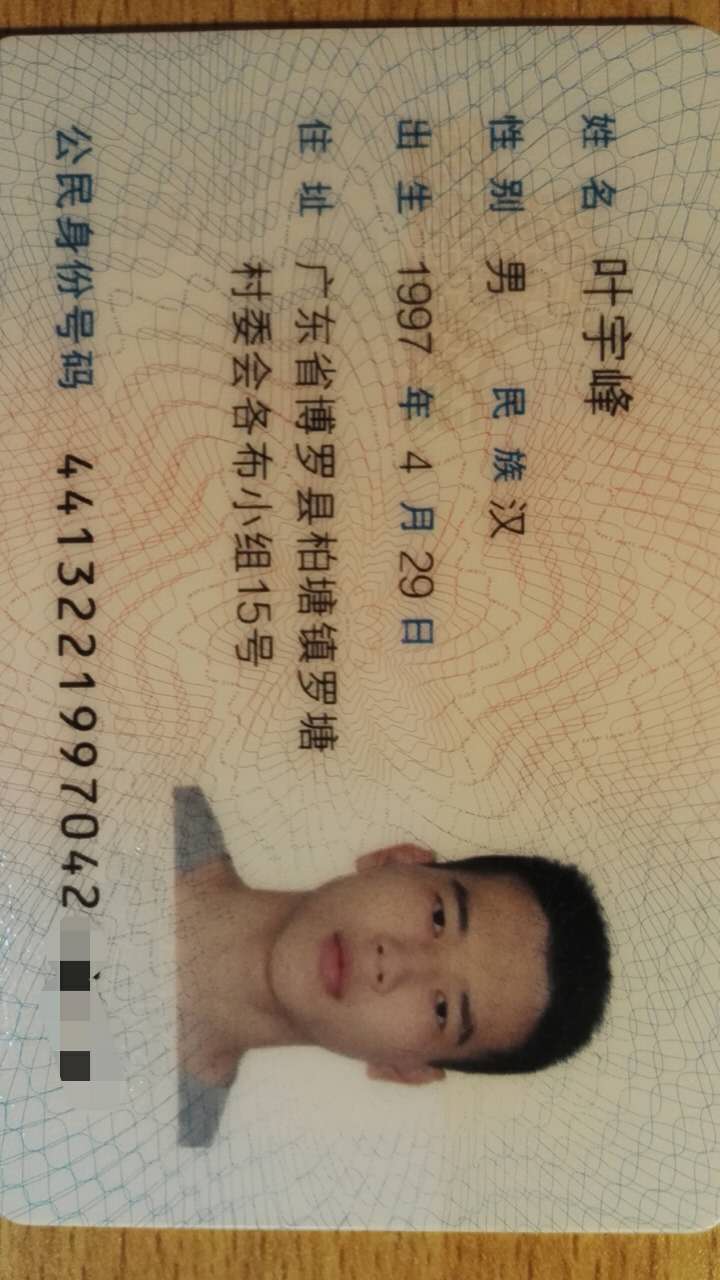 姓名 叶宇峰
性别 男 民族 汉
出生 1997 年 4 月 29 日
住址 广东省博罗县柏塘镇罗塘
村委会各布小组15号
公民身份号码 4413221997042